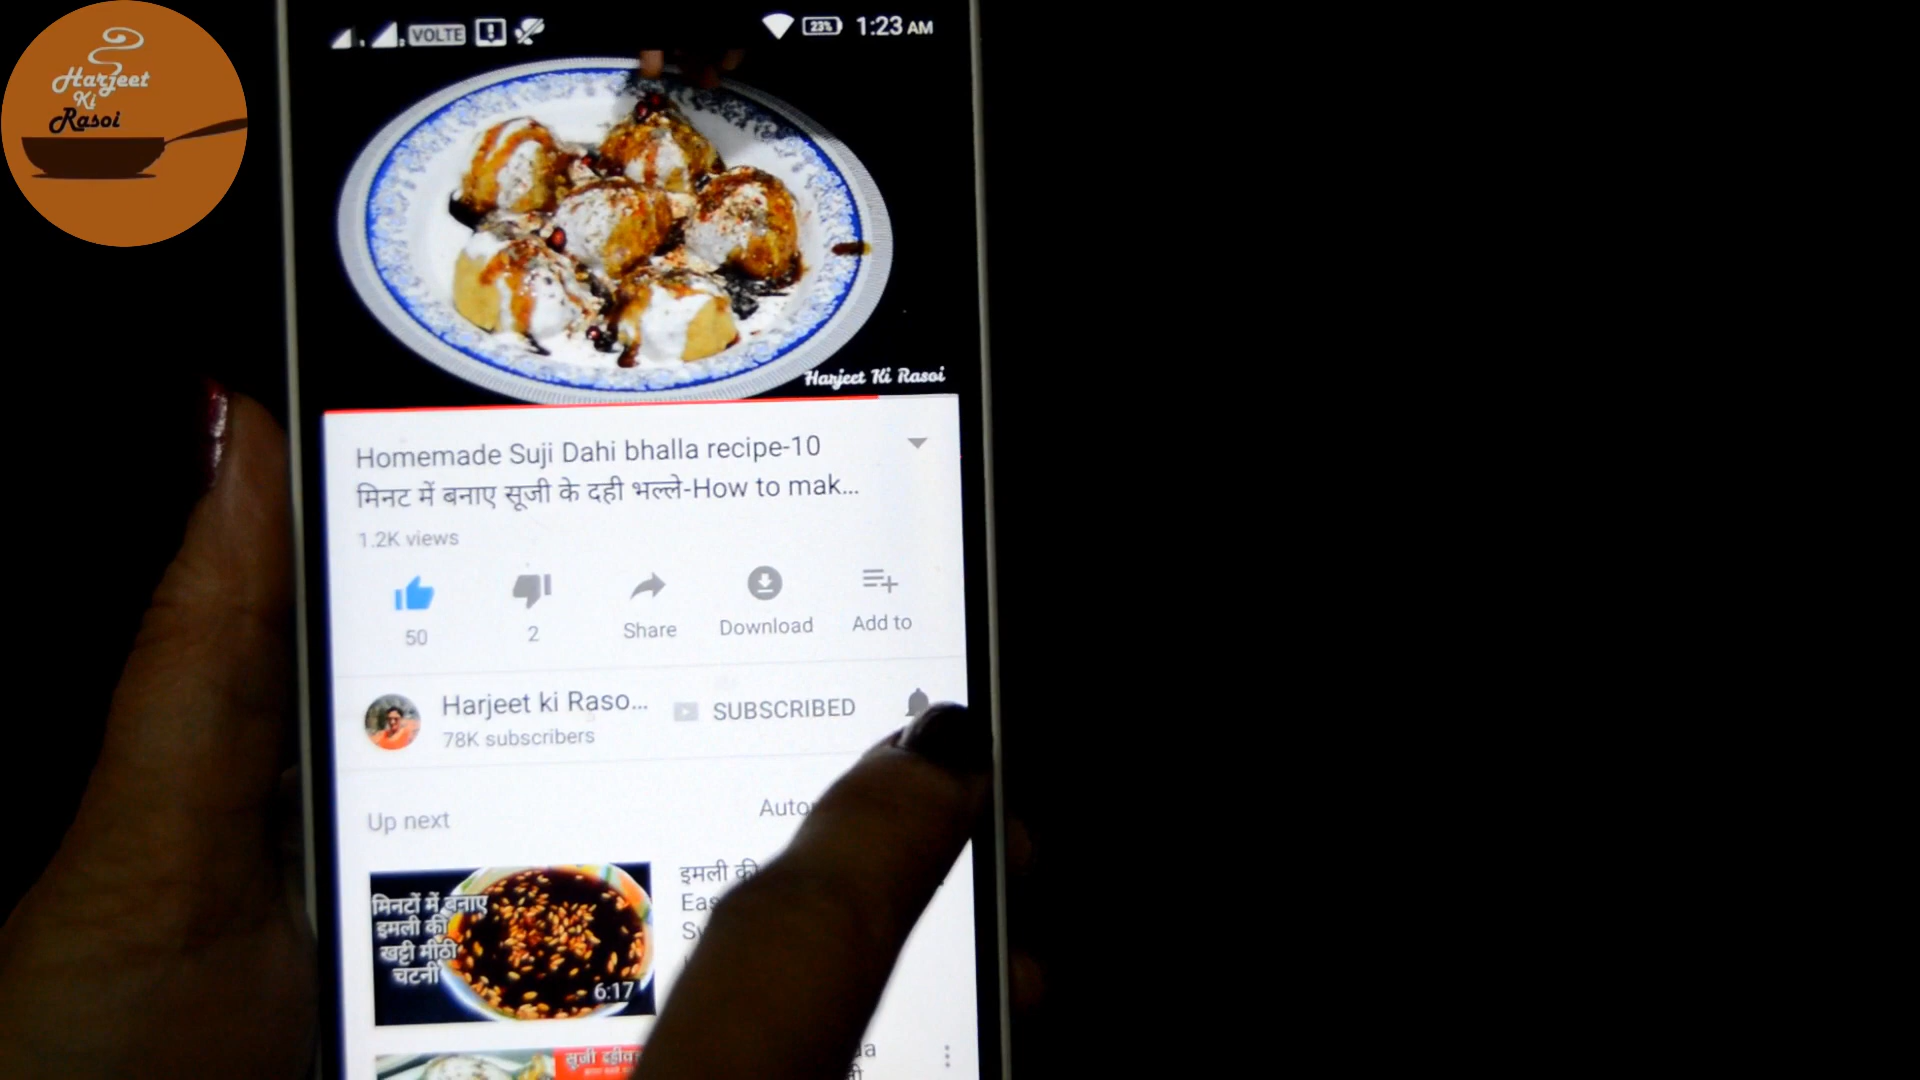 Harjeet
Ki
Rasoi
VOLTE
23%
1:23 AM
Harjeet Ki Rasoi
Homemade Suji Dahi bhalla recipe-10
मिनट में बनाए सूजी के दही भल्ले-How to mak...
1.2K views
50
2
Share
Download
Add to
Harjeet ki Raso...
SUBSCRIBED
78K subscribers
Up next
मिनटों में बनाए
इमली की
खट्टी मीठी
चटनी
6:17
इमली की
सूजी